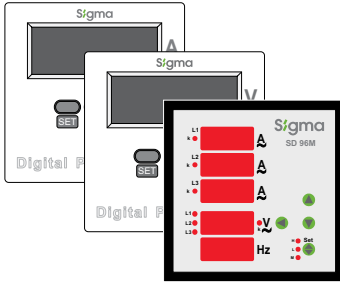 Sigma
A
SET
Digital P
Sigma
V
SET
Digital P
Sigma
SD 96M
L1
k
A
L2
k
A
L3
k
A
L1
L2
L3
V
k
Hz
H
Set
L
M